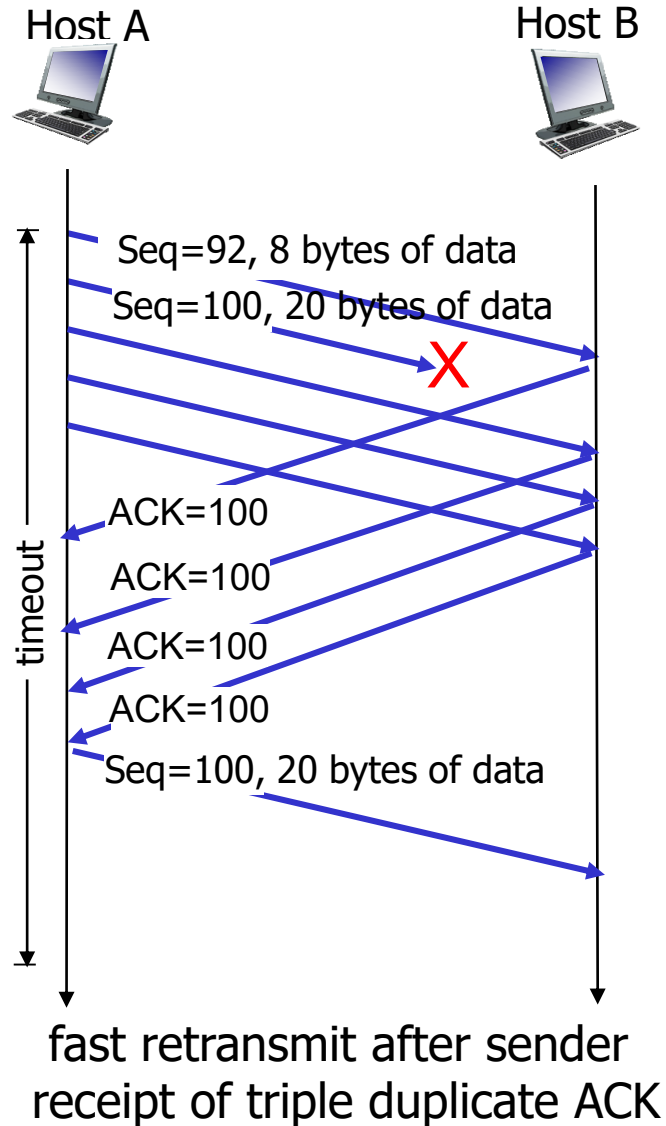 Host A
Host B
Seq=92, 8 bytes of data
Seq=100, 20 bytes of data
X
ACK=100
timeout
ACK=100
ACK=100
ACK=100
Seq=100, 20 bytes of data
fast retransmit after sender
receipt of triple duplicate ACK